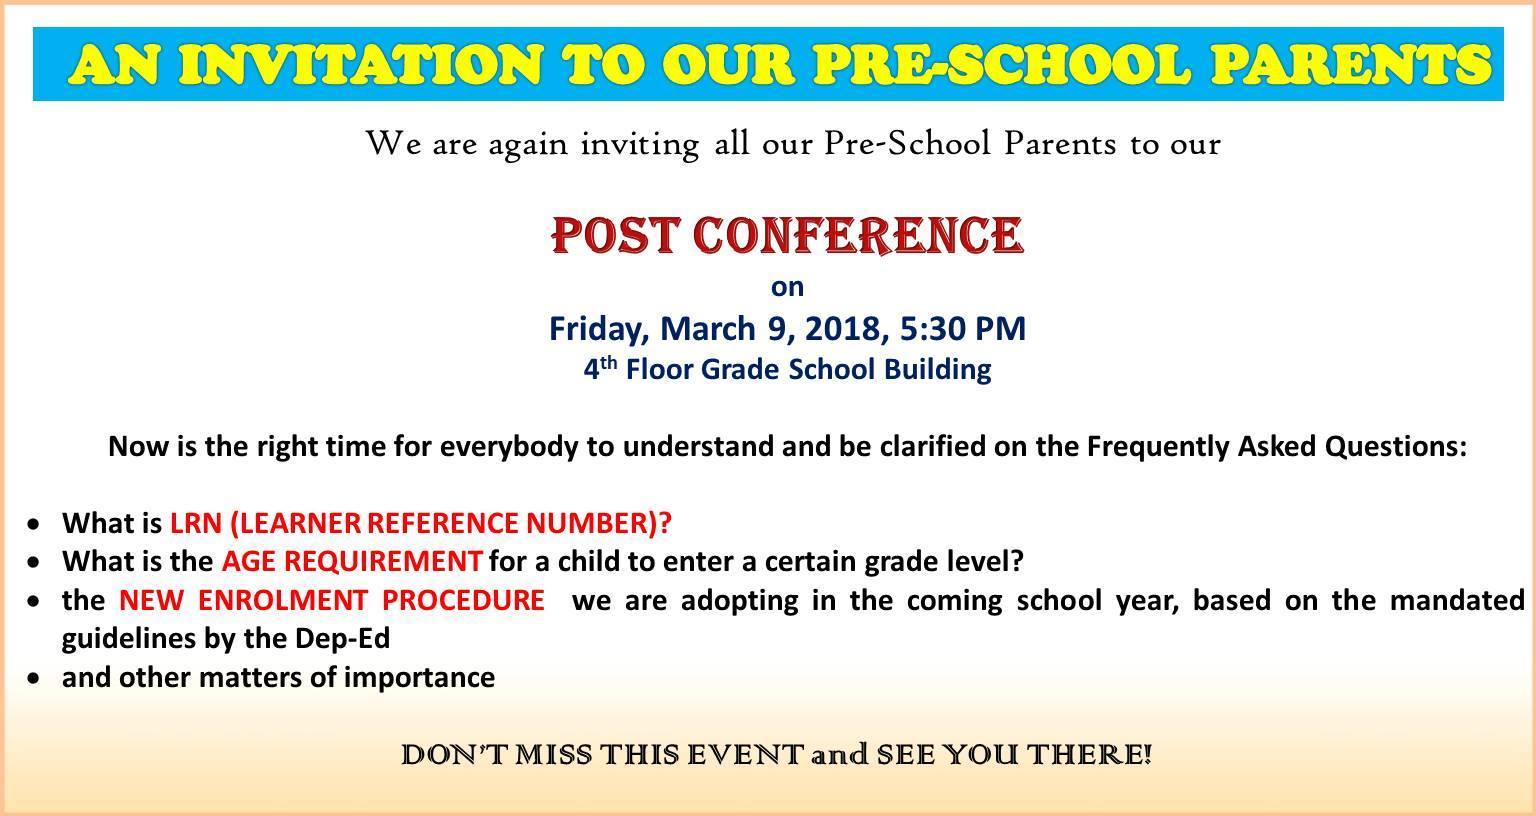 AN INVITATION TO OUR PRE-SCHOOL PARENTS
We are again inviting all our Pre-School Parents to our
POST CONFERENCE
on
Friday, March 9, 2018, 5:30 PM
4th Floor Grade School Building
Now is the right time for everybody to understand and be clarified on the Frequently Asked Questions:
• What is LRN (LEARNER REFERENCE NUMBER)?
• What is the AGE REQUIREMENT for a child to enter a certain grade level?
• the NEW ENROLMENT PROCEDURE we are adopting in the coming school year, based on the mandated
guidelines by the Dep-Ed
• and other matters of importance
DON'T MISS THIS EVENT and SEE YOU THERE!